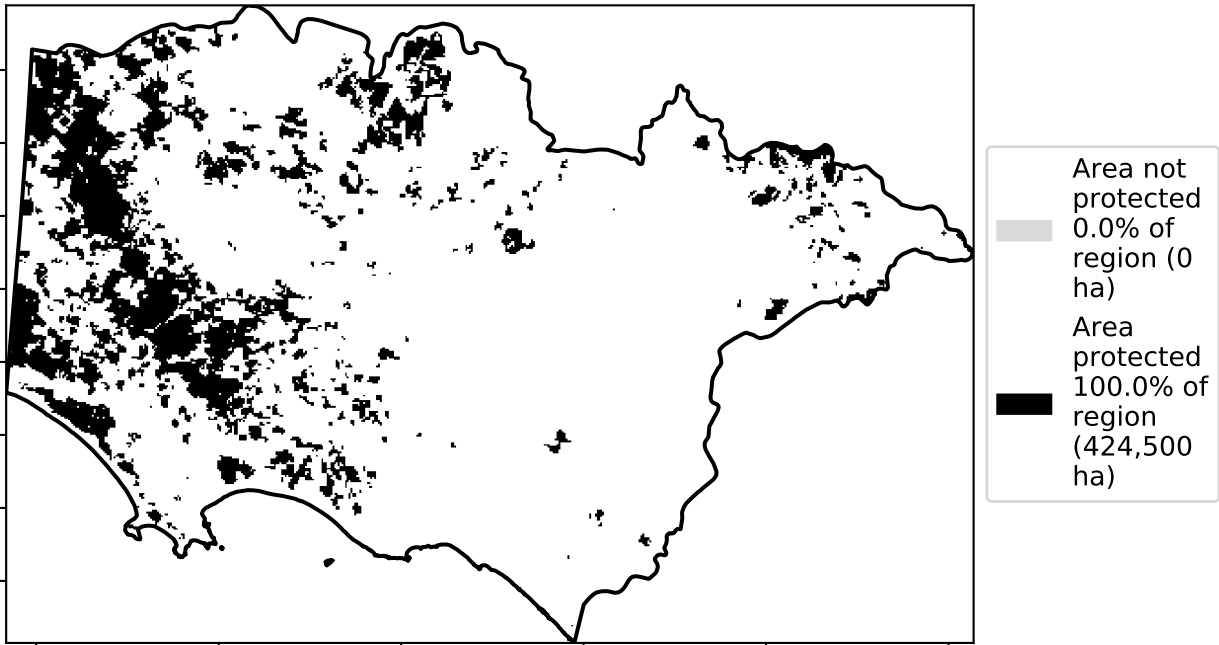 Area not
protected
0.0% of
region (0
ha)
Area
protected
100.0% of
region
(424,500
ha)